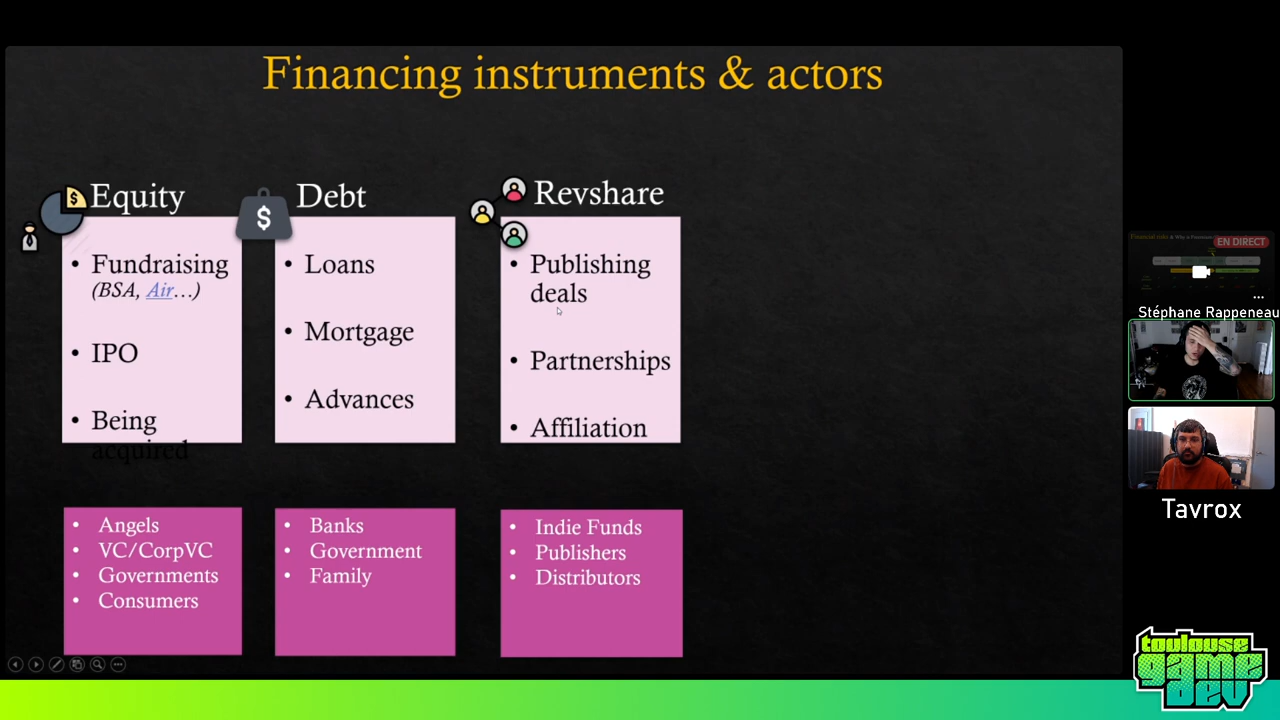 Financing instruments & actors
Equity
Debt
Revshare
• Fundraising
(BSA, Air…)
• IPO
• Being
acquired
• Loans
• Mortgage
• Advances
• Publishing
deals
• Partnerships
• Affiliation
• Angels
• VC/CorpVC
• Governments
• Consumers
• Banks
• Government
• Family
• Indie Funds
• Publishers
• Distributors
EN DIRECT
Stéphane Rappeneau
Tavrox
toulouse
game
dev